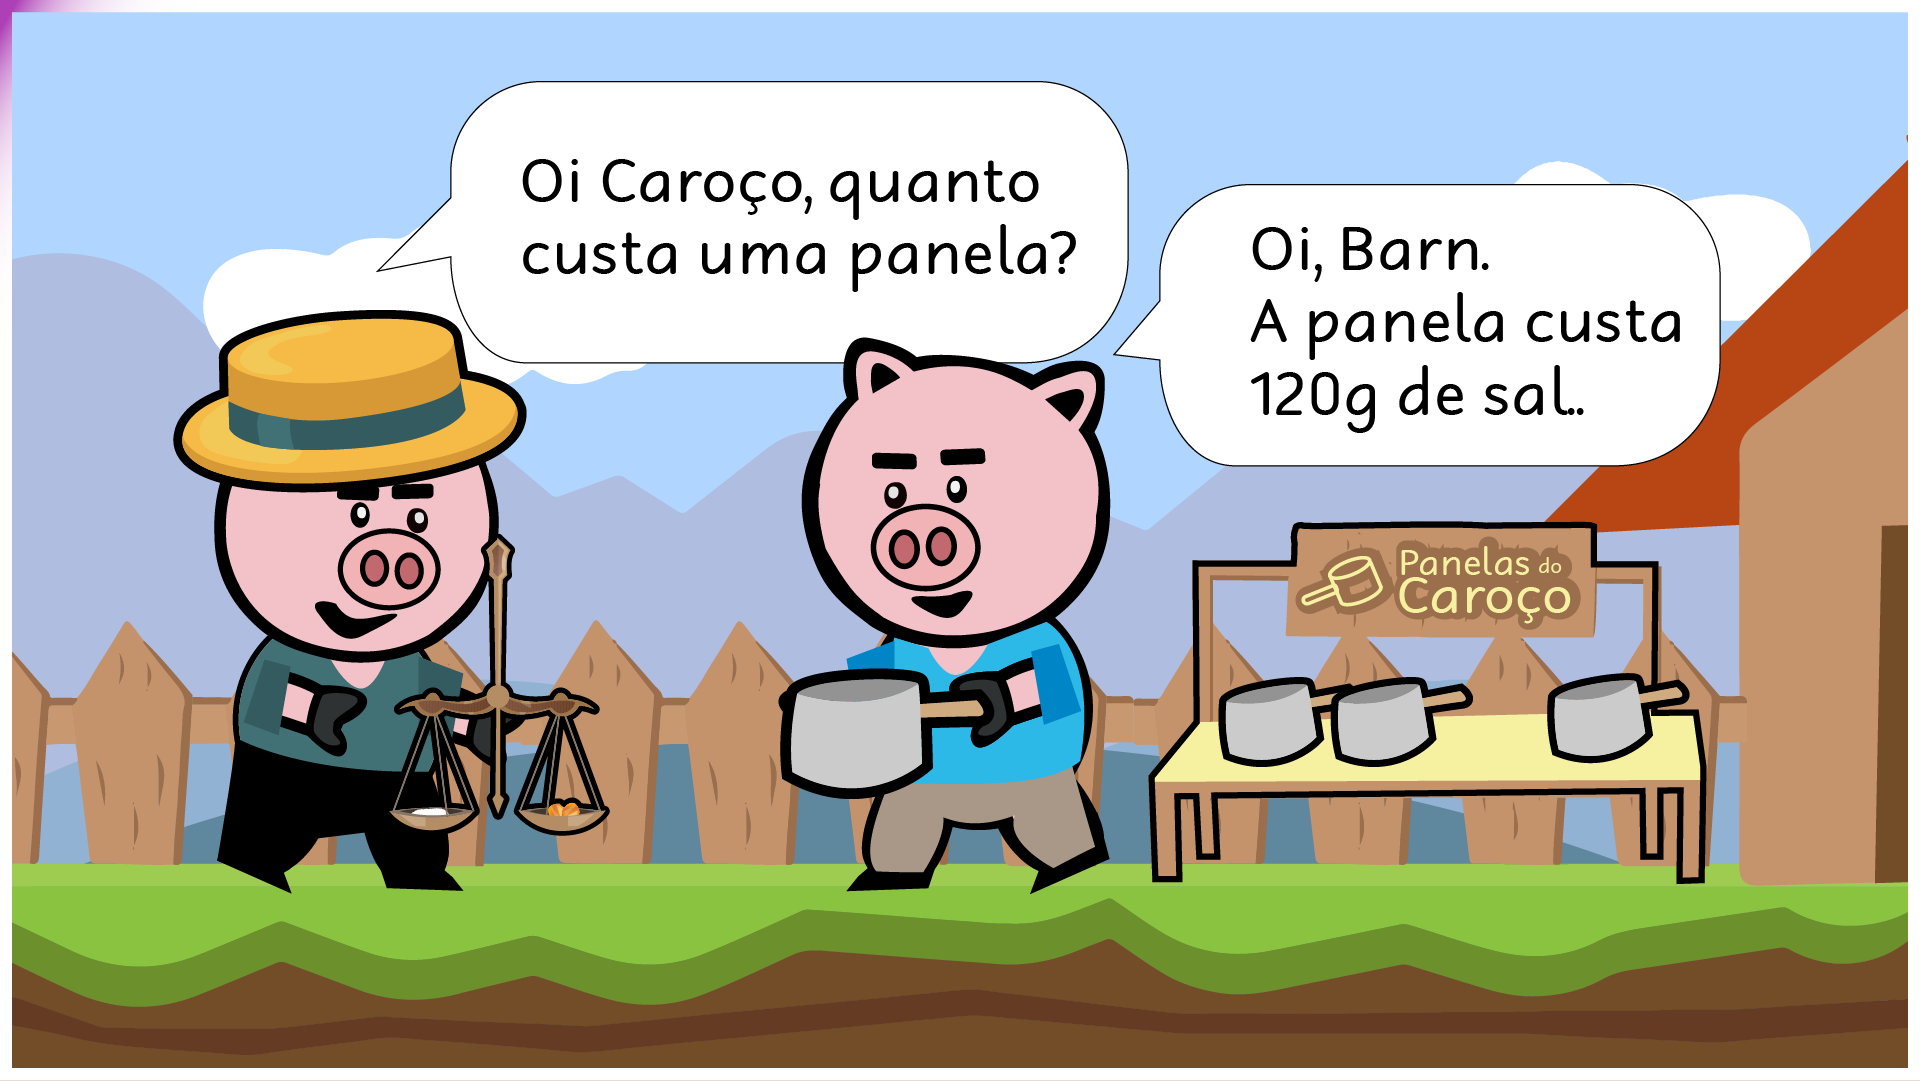 Oi Caroço, quanto
custa uma panela?
Oi, Barn.
A panela custa
120g de sal..
Panelas do
Caroço